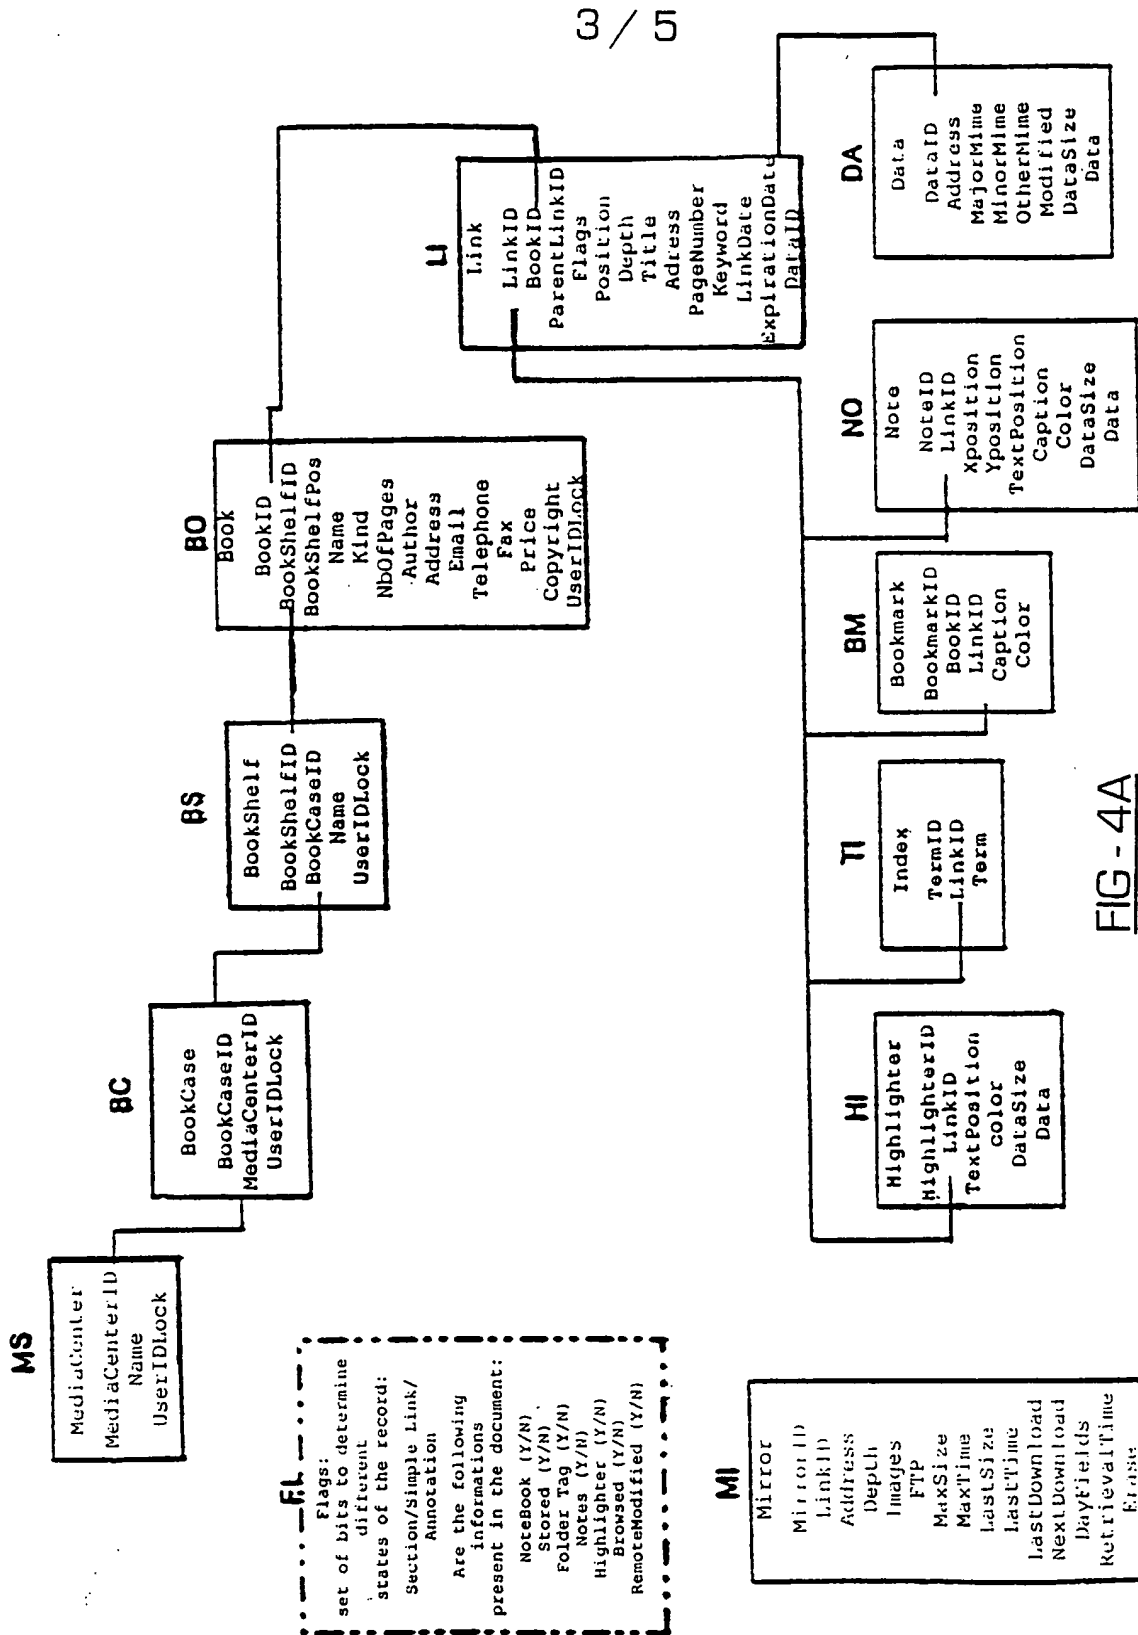 3/5
MS
MediaCenter
MediaCenterID
Name
UserIDLock
BC
BookCase
BookCaseID
MediaCenterID
UserIDLock
BS
BookShelf
BookShelfID
BookCaseID
Name
UserIDLock
BO
Book
BookID
BookShelfID
BookShelfPos
Name
Kind
NbOfPages
Author
Address
Email
Telephone
Fax
Price
Copyright
UserIDLock
LI
Link
LinkID
BookID
ParentLinkID
Flags
Position
Depth
Title
Adress
PageNumber
Keyword
LinkDate
ExpirationDate
DataID
FL
Flags:
set of bits to determine
different
states of the record:
Section/Simple Link/
Annotation
Are the following
informations
present in the document:
NoteBook (Y/N)
Stored (Y/N)
Folder Tag (Y/N)
Notes (Y/N)
Highlighter (Y/N)
Browsed (Y/N)
RemoteModified (Y/N)
MI
Mirror
MirrorID
LinkID
Address
Depth
Images
FTP
MaxSize
MaxTime
LastSize
LastTime
LastDownload
NextDownload
DayFields
RetrievalTime
Erase
HI
Highlighter
HighlighterID
LinkID
TextPosition
color
DataSize
Data
TI
Index
TermID
LinkID
Term
BM
Bookmark
BookmarkID
BookID
LinkID
Caption
Color
NO
Note
NoteID
LinkID
Xposition
Yposition
TextPosition
Caption
Color
DataSize
Data
DA
Data
DataID
Address
MajorMime
MinorMime
OtherMime
Modified
DataSize
Data
FIG-4A